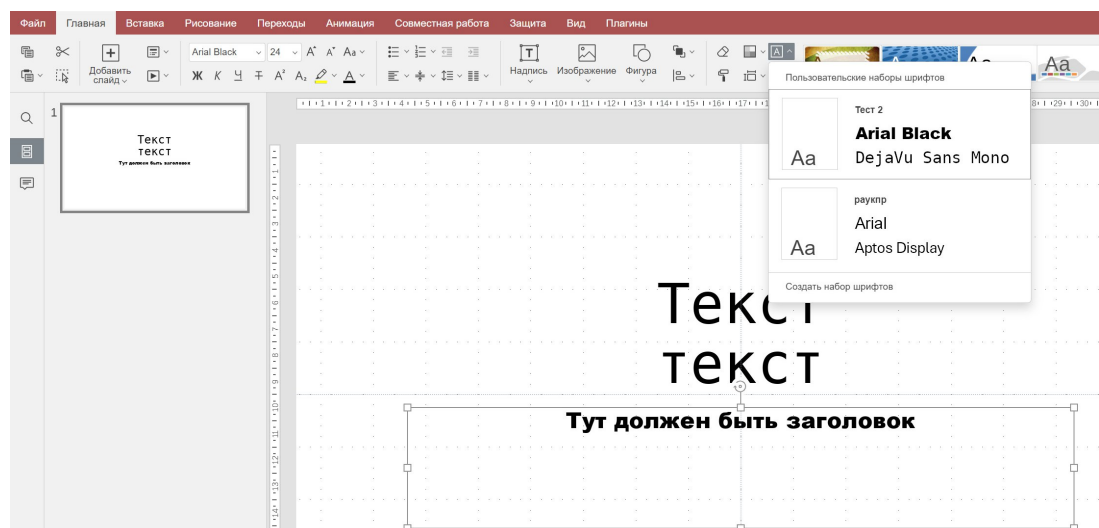 Файл Главная Вставка Рисование Переходы Анимация Совместная работа Защита Вид Плагины
Arial Black 24
Добавить слайд
Ж К Ч Т A² A₂ A
Надпись Изображение Фигура
Aa
Пользовательские наборы шрифтов
Тест 2
Aa
Arial Black
DejaVu Sans Mono
раукпр
Aa
Arial
Aptos Display
Создать набор шрифтов
1
Текст
текст
Тут должен быть заголовок
Текст
текст
Тут должен быть заголовок